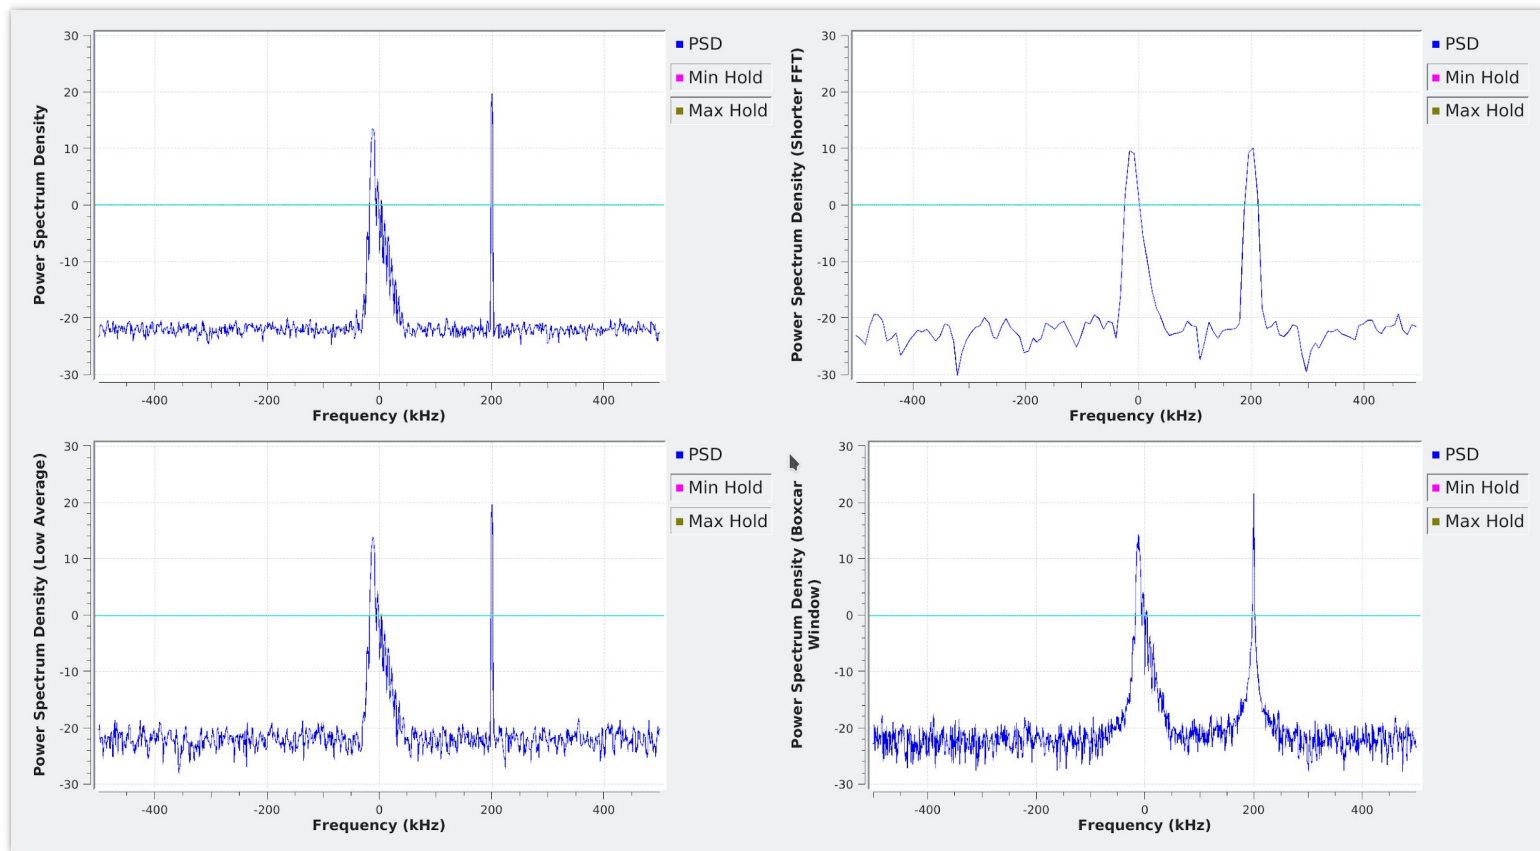 Power Spectrum Density
30
20
10
0
-10
-20
-30
-400
-200
0
200
400
Frequency (kHz)
PSD
Min Hold
Max Hold
Power Spectrum Density (Shorter FFT)
30
20
10
0
-10
-20
-30
-400
-200
0
200
400
Frequency (kHz)
PSD
Min Hold
Max Hold
Power Spectrum Density (Low Average)
30
20
10
0
-10
-20
-30
-400
-200
0
200
400
Frequency (kHz)
PSD
Min Hold
Max Hold
Power Spectrum Density (Boxcar
Window)
30
20
10
0
-10
-20
-30
-400
-200
0
200
400
Frequency (kHz)
PSD
Min Hold
Max Hold